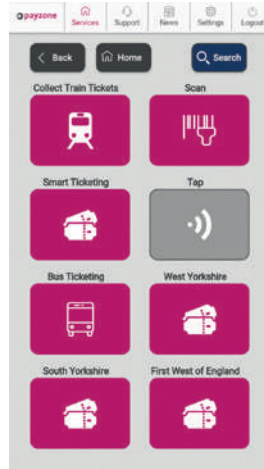 payzone
Services
Support
News
Settings
Logout
Back
Home
Search
Collect Train Tickets
Scan
Smart Ticketing
Tap
Bus Ticketing
West Yorkshire
South Yorkshire
First West of England